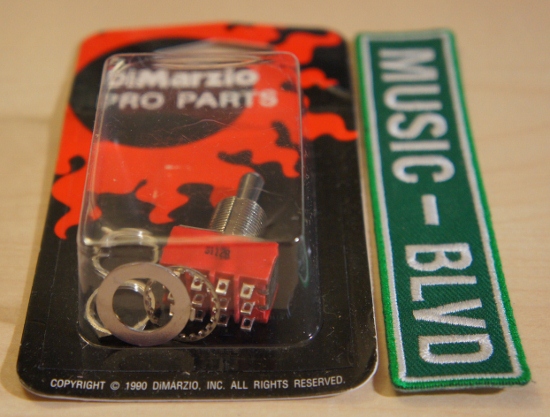 DiMarzio
PRO PARTS
COPYRIGHT © 1990 DIMARZIO, INC. ALL RIGHTS RESERVED.
MUSIC - BLVD